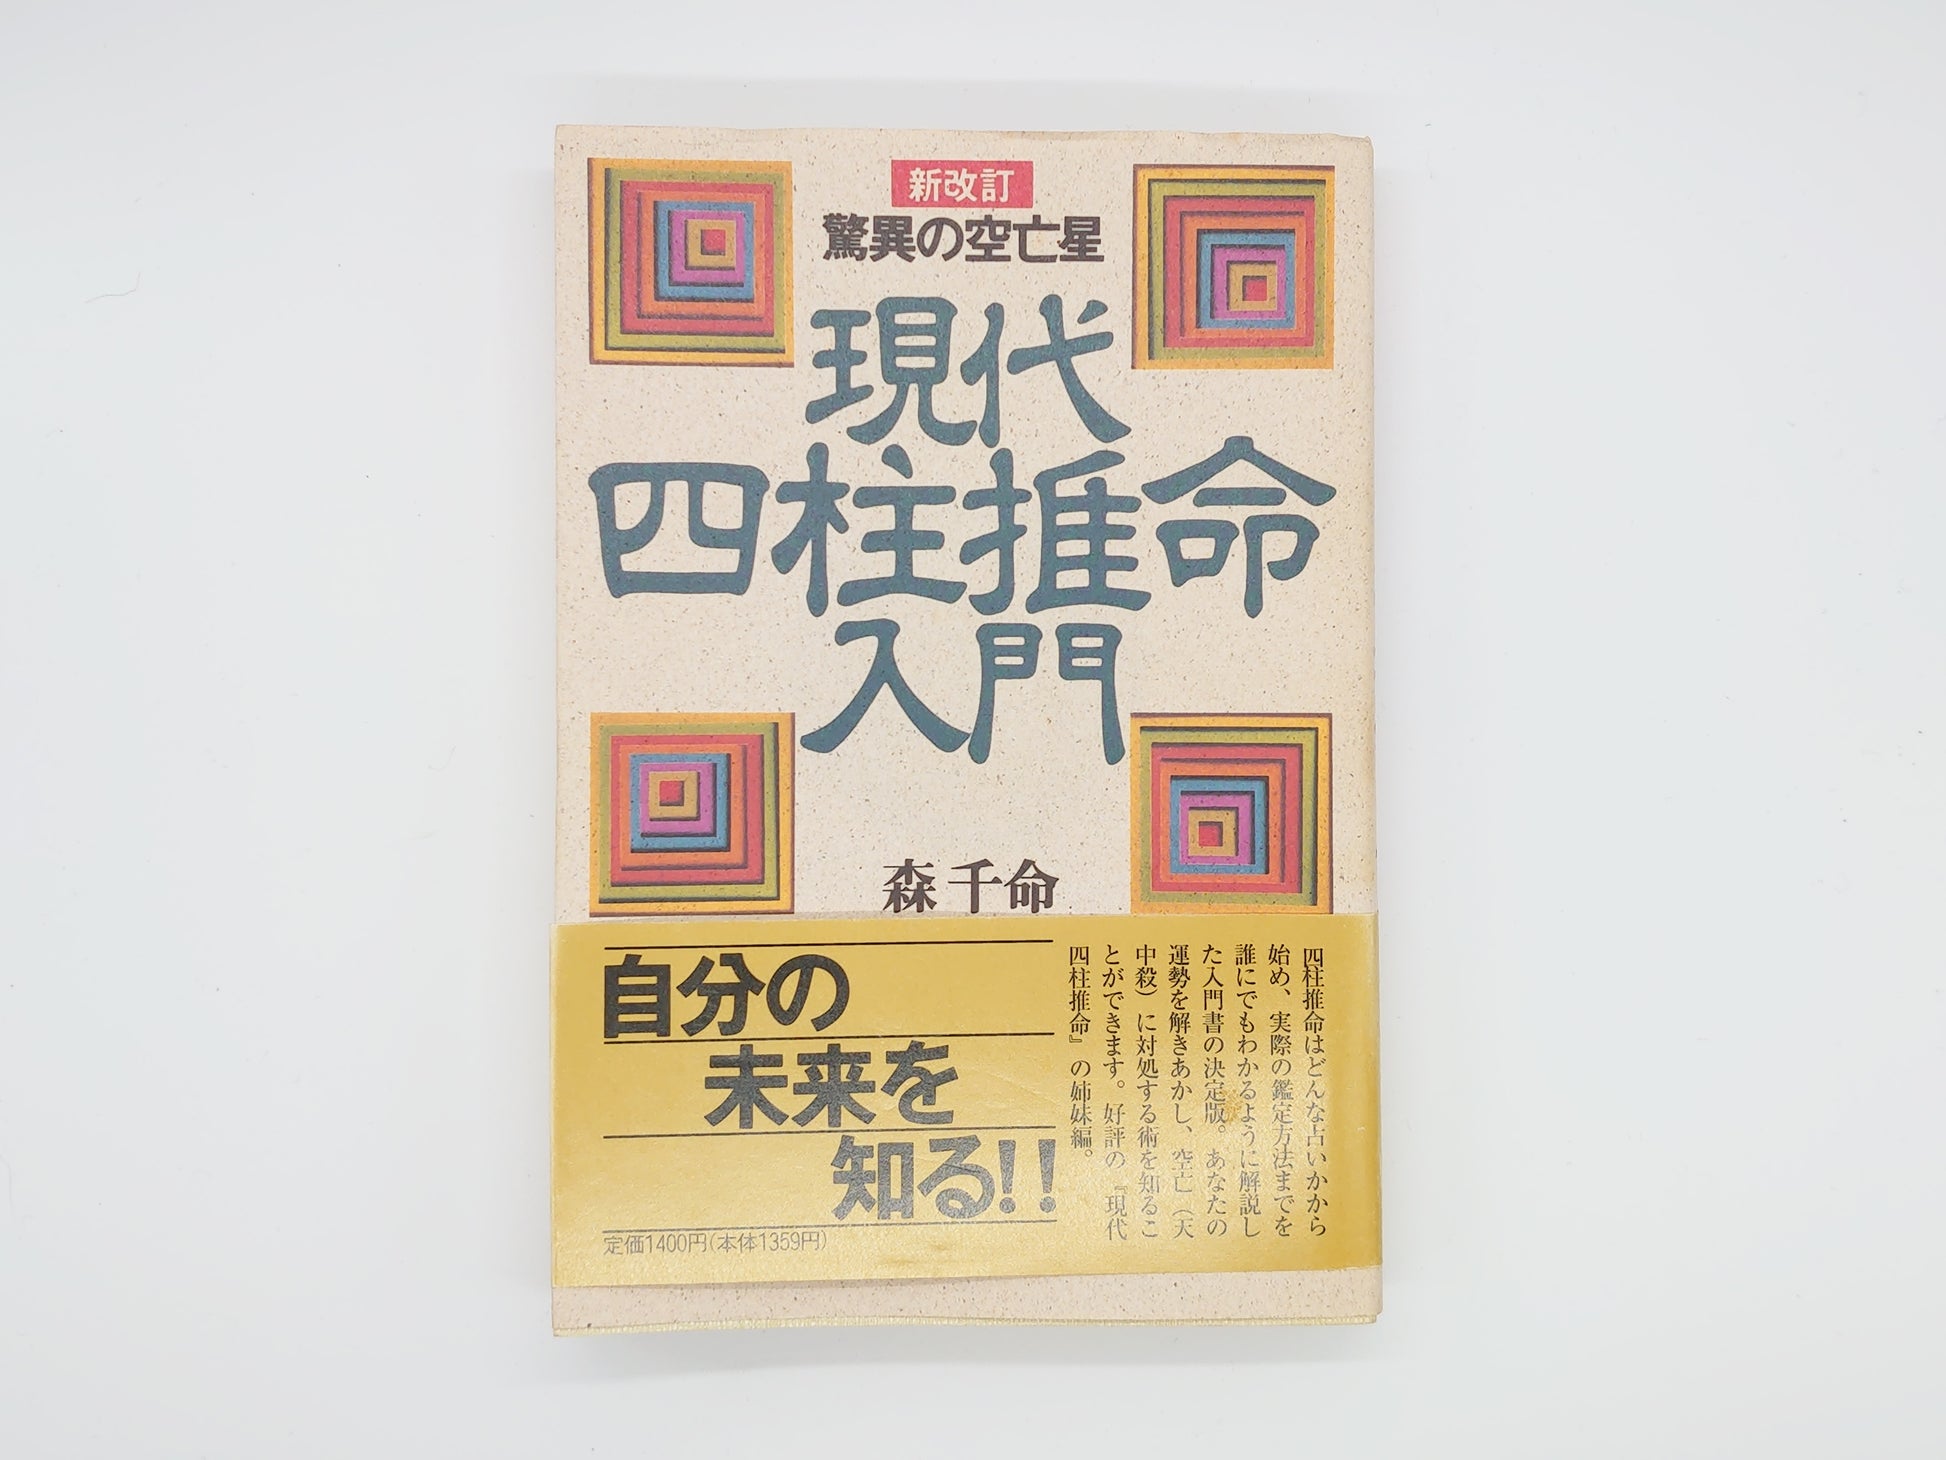 新改訂
驚異の空亡星
現代
四柱推命
入門
森 千命
自分の
未来を
知る!!
定価1400円(本体1359円)
四柱推命はどんな占いかから
始め、実際の鑑定方法までを
誰にでもわかるように解説し
た入門書の決定版。あなたの
運勢を解きあかし、空亡(天
中殺)に対処する術を知るこ
とができます。好評の『現代
四柱推命』の姉妹編。